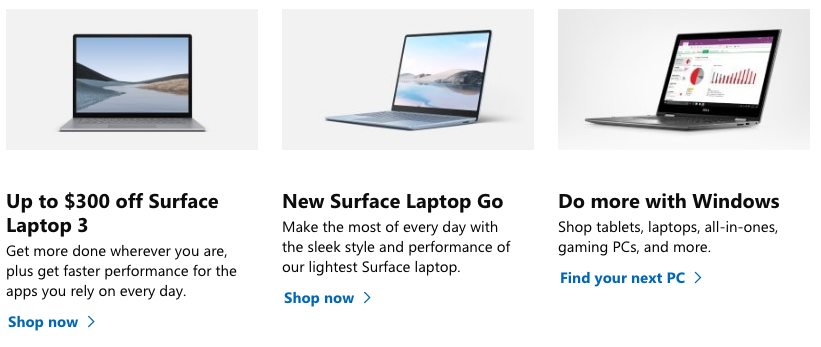 Up to $300 off Surface
Laptop 3
Get more done wherever you are,
plus get faster performance for the
apps you rely on every day.
Shop now
New Surface Laptop Go
Make the most of every day with
the sleek style and performance of
our lightest Surface laptop.
Shop now
Do more with Windows
Shop tablets, laptops, all-in-ones,
gaming PCs, and more.
Find your next PC